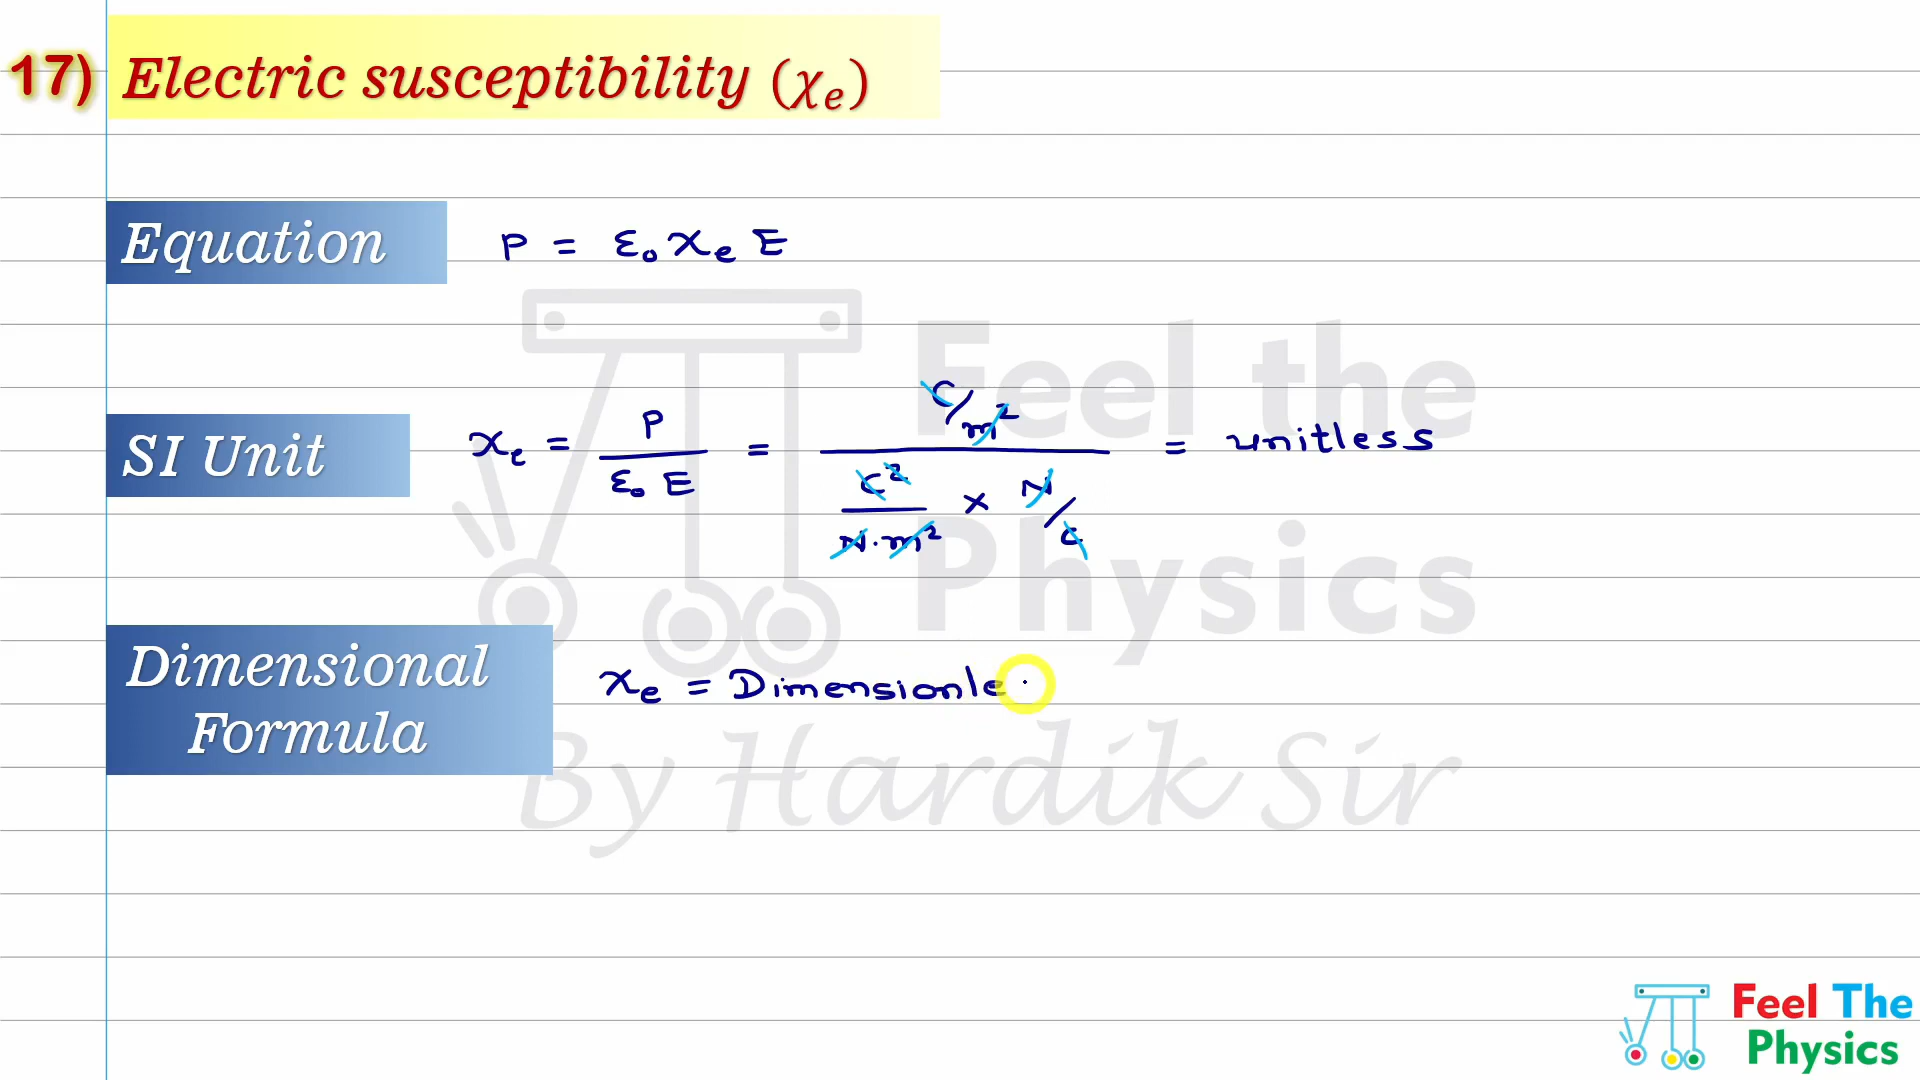 17) Electric susceptibility (χₑ)
Equation P = ε₀ χₑ E
SI Unit χₑ = P / ε₀ E = C/m² / (C² / N·m² × N/C) = unitless
Dimensional
Formula
χₑ = Dimensionle
Feel the
Physics
By Hardik Sir
Feel The
Physics